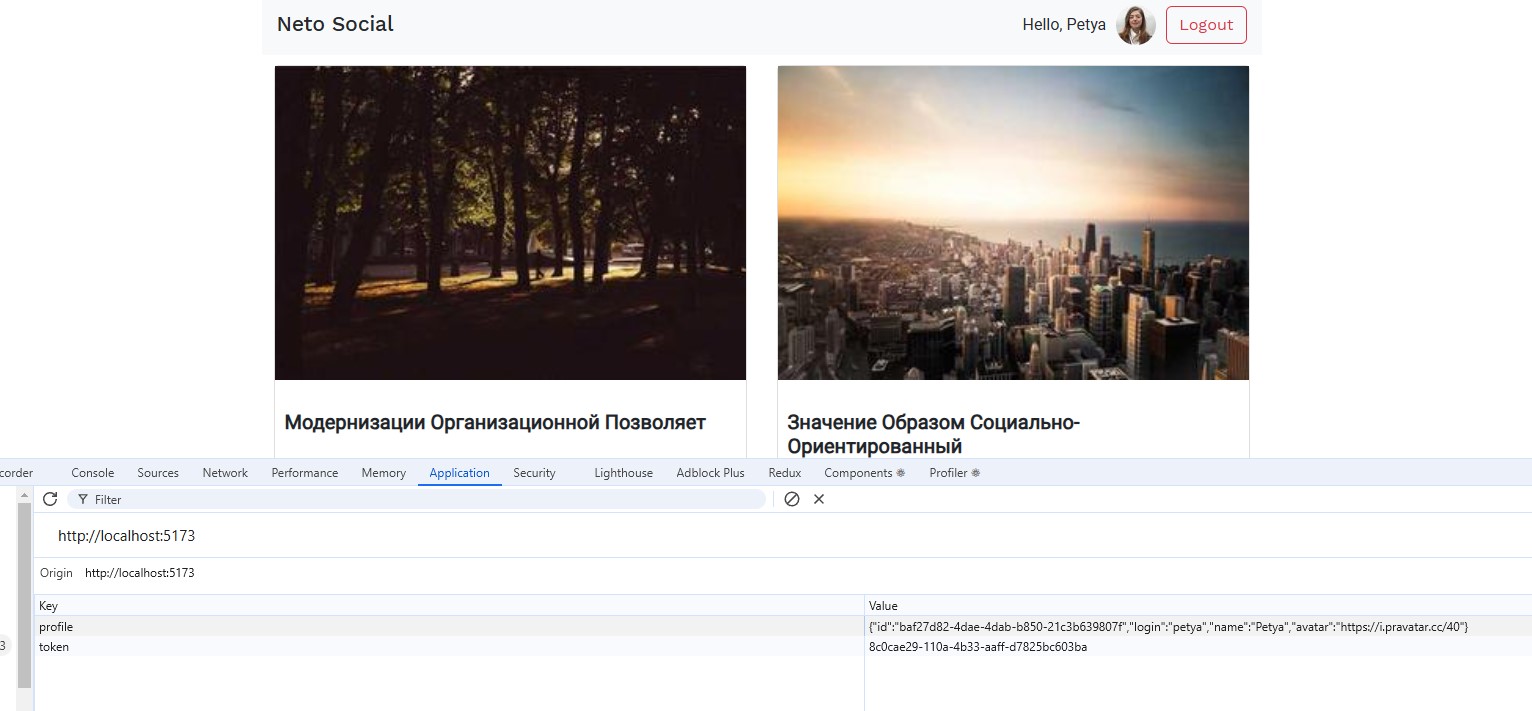 Neto Social
Hello, Petya
Logout
Модернизации Организационной Позволяет
Значение Образом Социально-
Ориентированный
corder Console Sources Network Performance Memory Application Security Lighthouse Adblock Plus Redux Components Profiler
Filter
http://localhost:5173
Origin http://localhost:5173
Key Value
profile {"id":"baf27d82-4dae-4dab-b850-21c3b639807f","login":"petya","name":"Petya","avatar":"https://i.pravatar.cc/40"}
3
token 8c0cae29-110a-4b33-aaff-d7825bc603ba